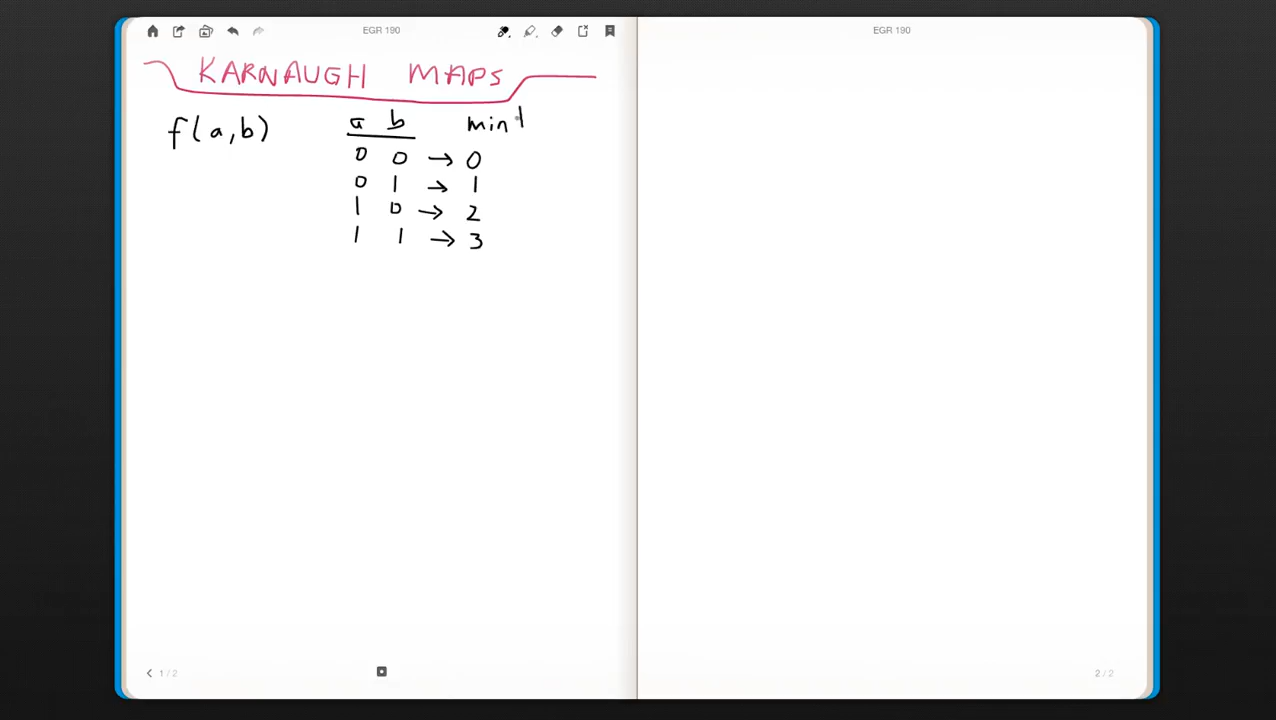 EGR 190
EGR 190
KARNAUGH MAPS
f(a,b)
a b
0 0 → 0
0 1 → 1
1 0 → 2
1 1 → 3
1 / 2
2 / 2